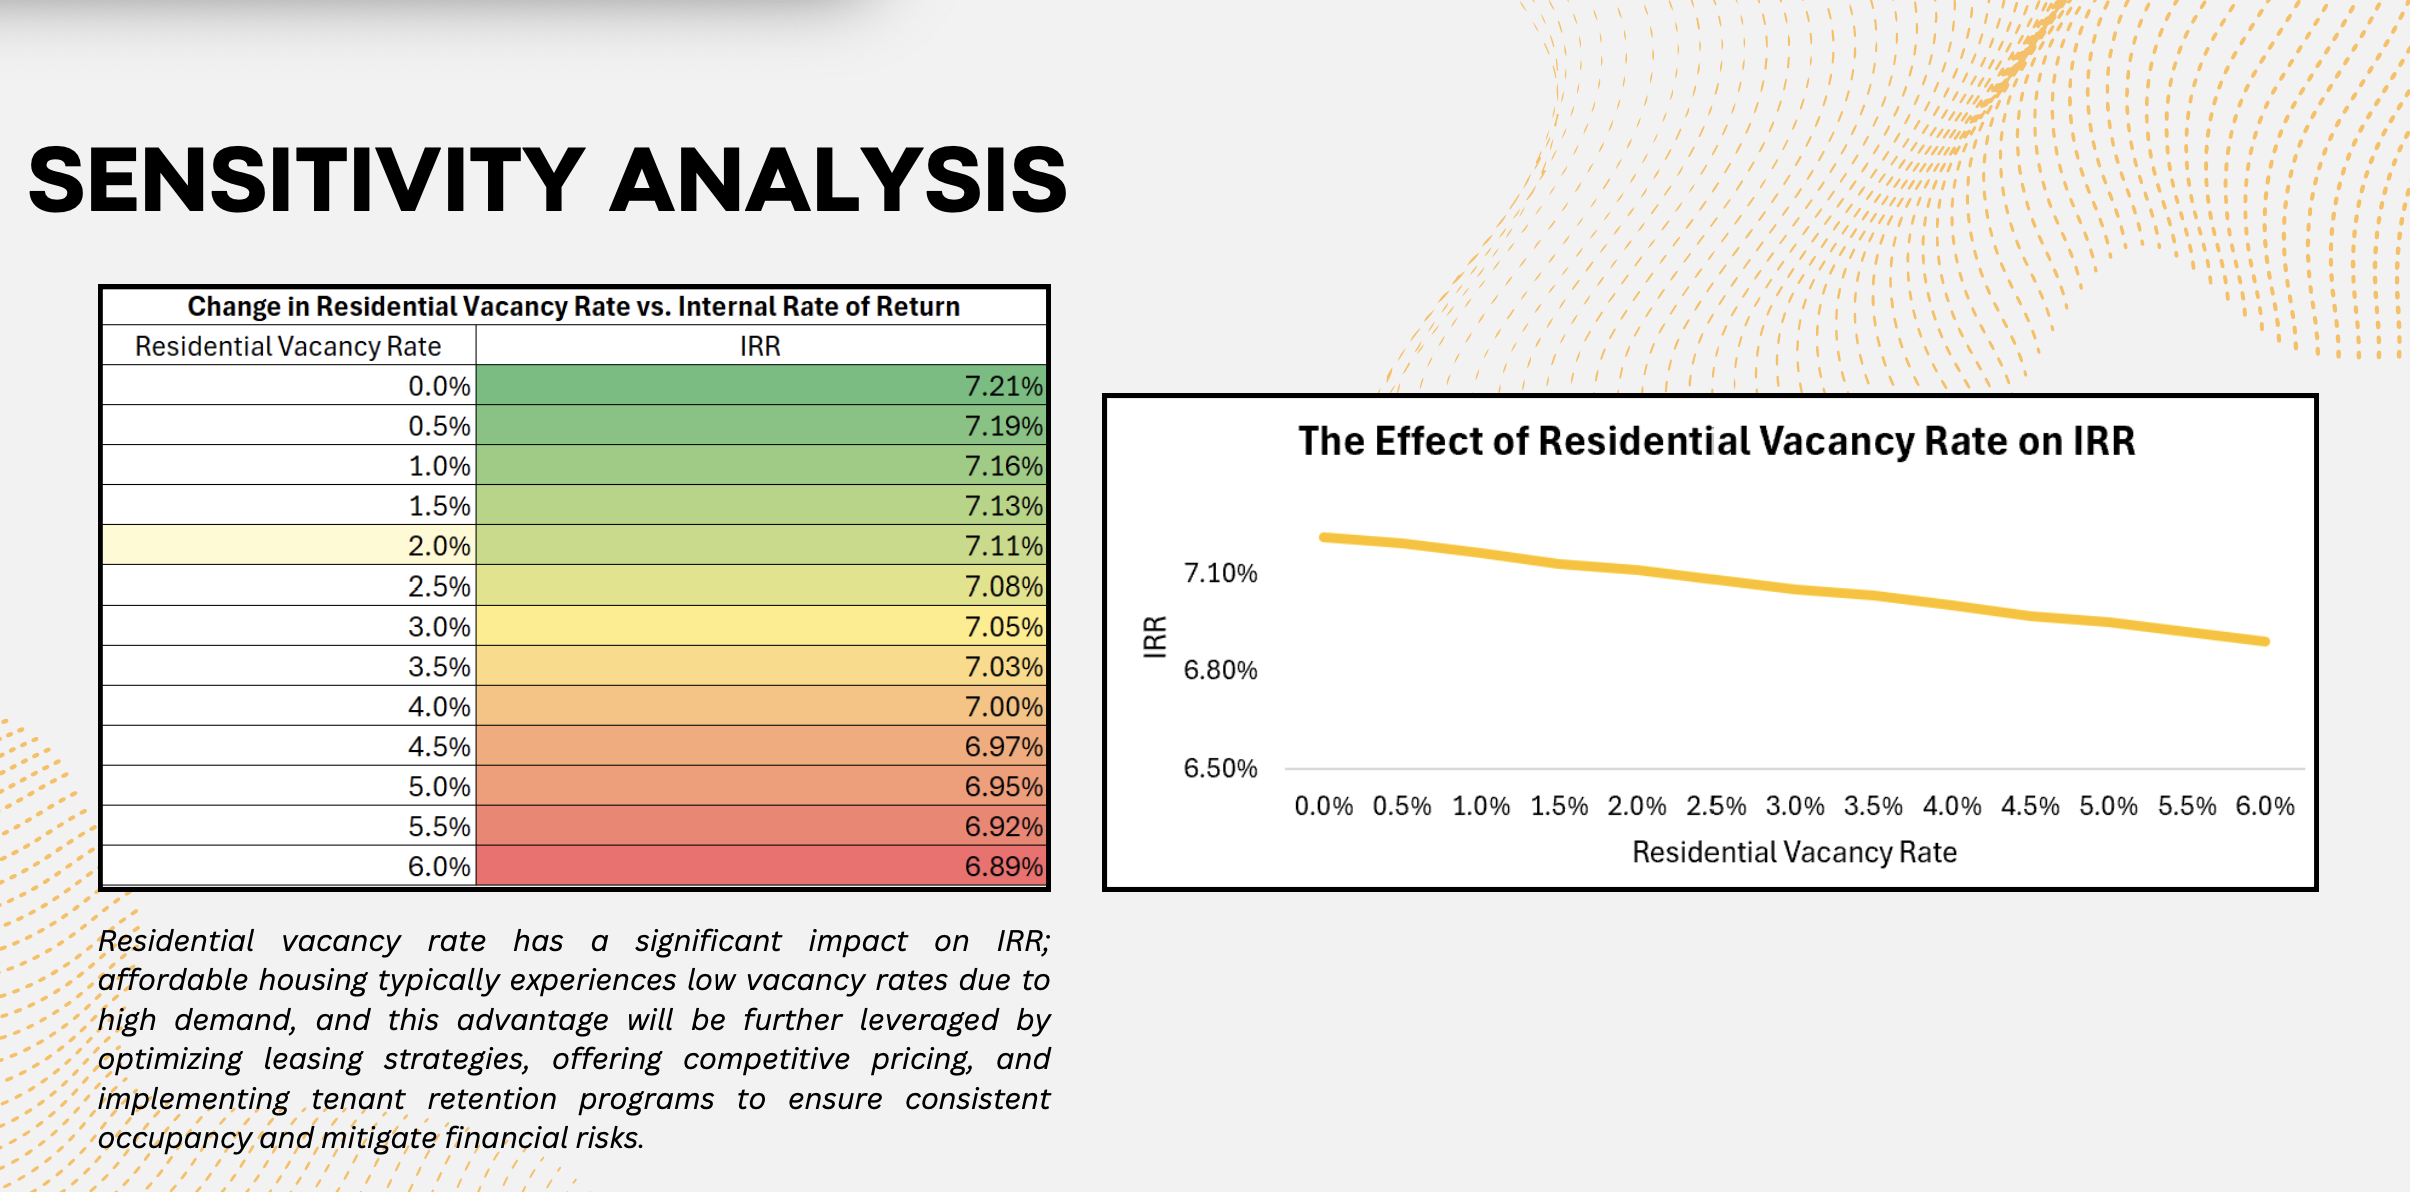 SENSITIVITY ANALYSIS
Change in Residential Vacancy Rate vs. Internal Rate of Return
Residential Vacancy Rate IRR
0.0% 7.21%
0.5% 7.19%
1.0% 7.16%
1.5% 7.13%
2.0% 7.11%
2.5% 7.08%
3.0% 7.05%
3.5% 7.03%
4.0% 7.00%
4.5% 6.97%
5.0% 6.95%
5.5% 6.92%
6.0% 6.89%
Residential vacancy rate has a significant impact on IRR;
affordable housing typically experiences low vacancy rates due to
high demand, and this advantage will be further leveraged by
optimizing leasing strategies, offering competitive pricing, and
implementing tenant retention programs to ensure consistent
occupancy and mitigate financial risks.
The Effect of Residential Vacancy Rate on IRR
7.10%
IRR
6.80%
6.50%
0.0% 0.5% 1.0% 1.5% 2.0% 2.5% 3.0% 3.5% 4.0% 4.5% 5.0% 5.5% 6.0%
Residential Vacancy Rate